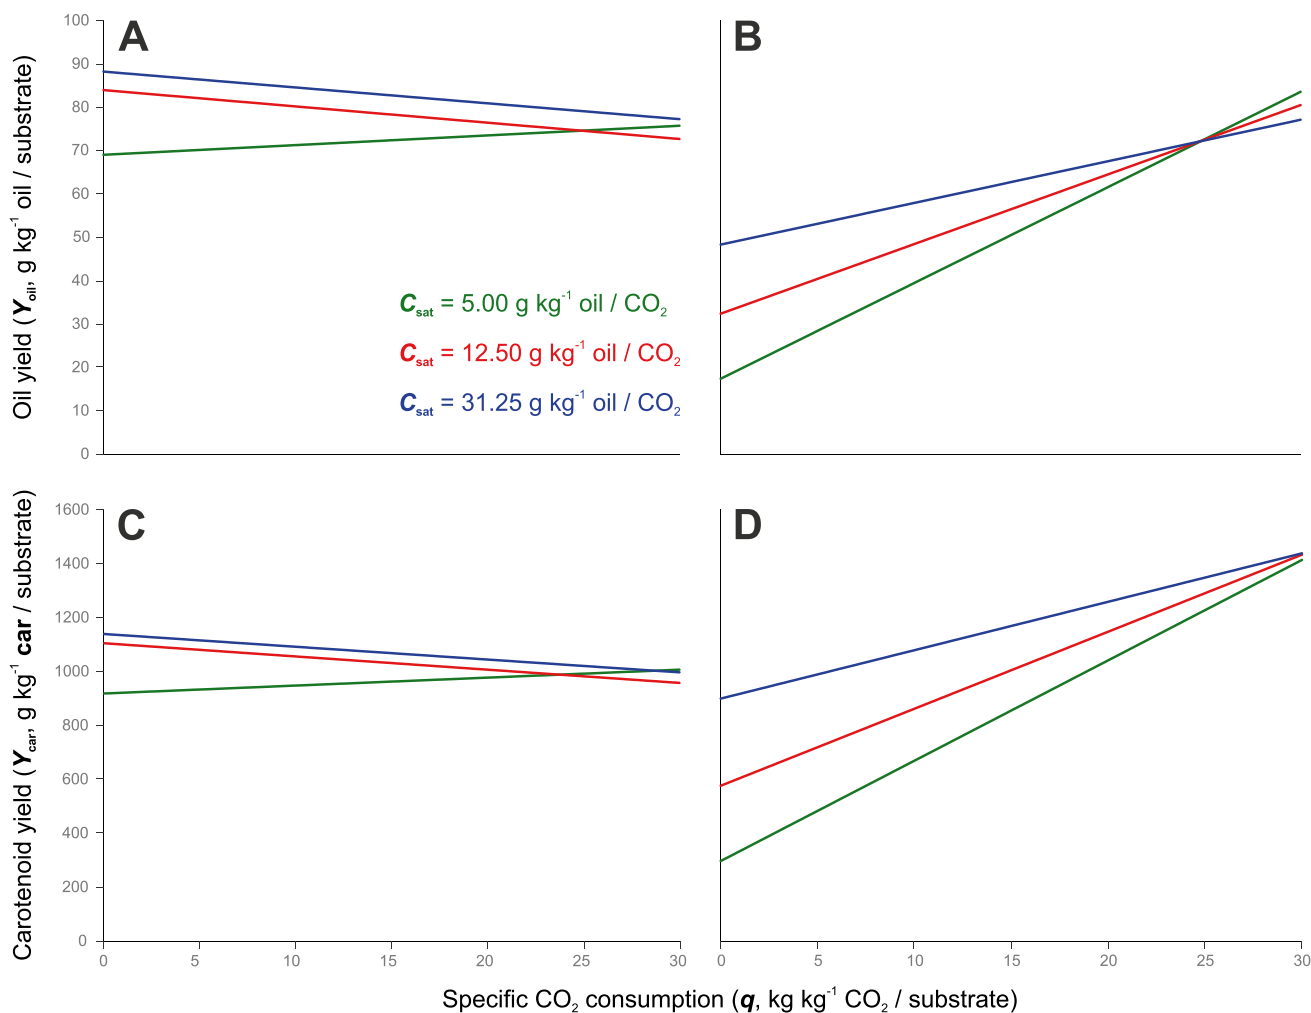 A
B
100
90
80
70
60
50
40
30
20
10
0
Oil yield (Yoil, g kg-1 oil / substrate)
Csat = 5.00 g kg-1 oil / CO2
Csat = 12.50 g kg-1 oil / CO2
Csat = 31.25 g kg-1 oil / CO2
C
D
1600
1400
1200
1000
800
600
400
200
0
Carotenoid yield (Ycar, g kg-1 car / substrate)
0 5 10 15 20 25 30
0 5 10 15 20 25 30
Specific CO2 consumption (q, kg kg-1 CO2 / substrate)